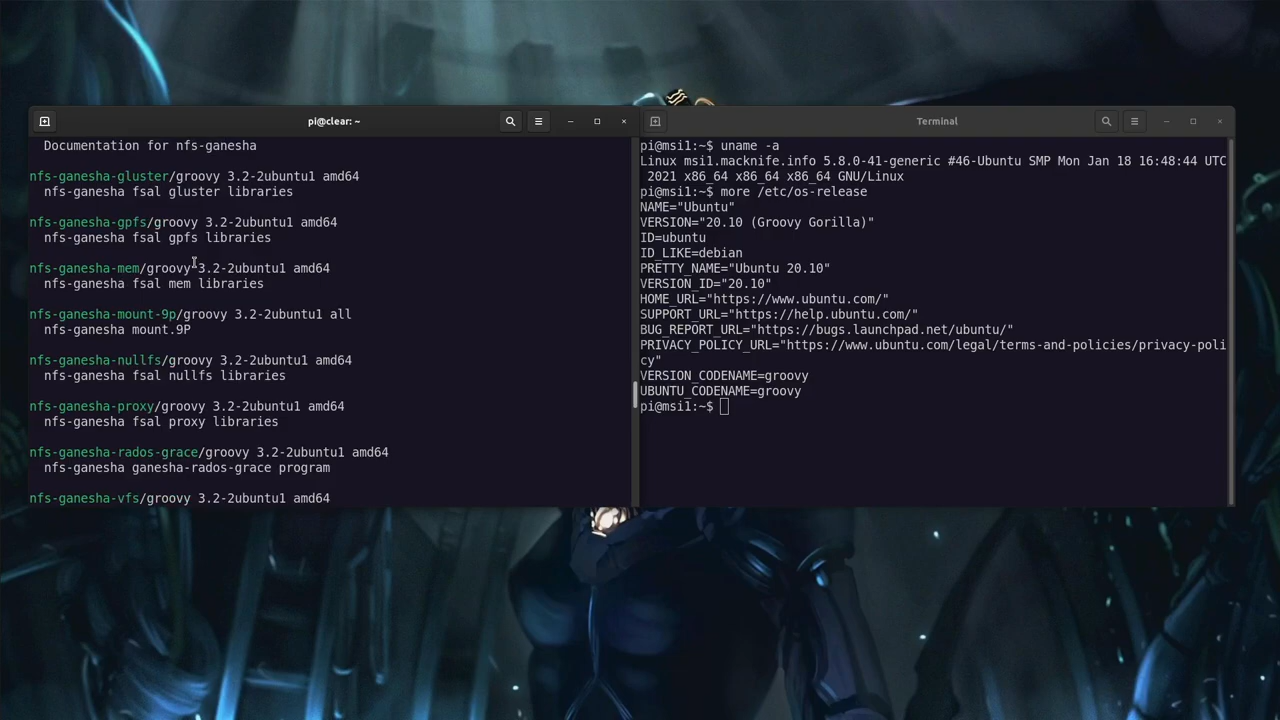 pi@clear: ~
Documentation for nfs-ganesha
nfs-ganesha-gluster/groovy 3.2-2ubuntu1 amd64
nfs-ganesha fsal gluster libraries
nfs-ganesha-gpfs/groovy 3.2-2ubuntu1 amd64
nfs-ganesha fsal gpfs libraries
nfs-ganesha-mem/groovy 3.2-2ubuntu1 amd64
nfs-ganesha fsal mem libraries
nfs-ganesha-mount-9p/groovy 3.2-2ubuntu1 all
nfs-ganesha mount.9P
nfs-ganesha-nullfs/groovy 3.2-2ubuntu1 amd64
nfs-ganesha fsal nullfs libraries
nfs-ganesha-proxy/groovy 3.2-2ubuntu1 amd64
nfs-ganesha fsal proxy libraries
nfs-ganesha-rados-grace/groovy 3.2-2ubuntu1 amd64
nfs-ganesha ganesha-rados-grace program
nfs-ganesha-vfs/groovy 3.2-2ubuntu1 amd64
Terminal
pi@msi1:~$ uname -a
Linux msi1.macknife.info 5.8.0-41-generic #46-Ubuntu SMP Mon Jan 18 16:48:44 UTC
2021 x86_64 x86_64 x86_64 GNU/Linux
pi@msi1:~$ more /etc/os-release
NAME="Ubuntu"
VERSION="20.10 (Groovy Gorilla)"
ID=ubuntu
ID_LIKE=debian
PRETTY_NAME="Ubuntu 20.10"
VERSION_ID="20.10"
HOME_URL="https://www.ubuntu.com/"
SUPPORT_URL="https://help.ubuntu.com/"
BUG_REPORT_URL="https://bugs.launchpad.net/ubuntu/"
PRIVACY_POLICY_URL="https://www.ubuntu.com/legal/terms-and-policies/privacy-poli
cy"
VERSION_CODENAME=groovy
UBUNTU_CODENAME=groovy
pi@msi1:~$